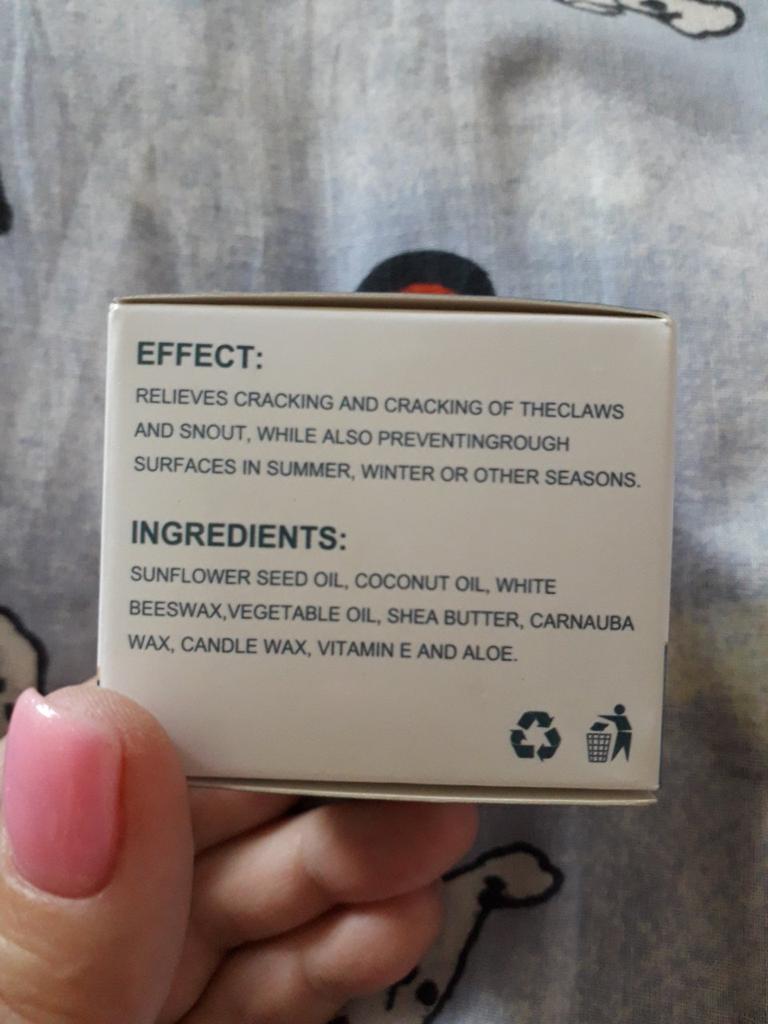 EFFECT:
RELIEVES CRACKING AND CRACKING OF THECLAWS
AND SNOUT, WHILE ALSO PREVENTINGROUGH
SURFACES IN SUMMER, WINTER OR OTHER SEASONS.
INGREDIENTS:
SUNFLOWER SEED OIL, COCONUT OIL, WHITE
BEESWAX,VEGETABLE OIL, SHEA BUTTER, CARNAUBA
WAX, CANDLE WAX, VITAMIN E AND ALOE.